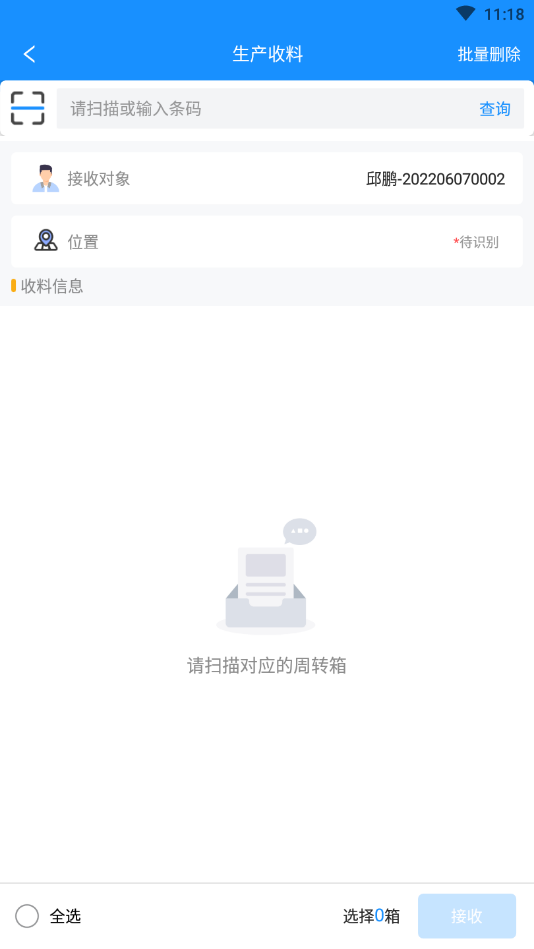 11:18
生产收料
批量删除
请扫描或输入条码
查询
接收对象
邱鹏-202206070002
位置
*待识别
收料信息
请扫描对应的周转箱
全选
选择0箱
接收